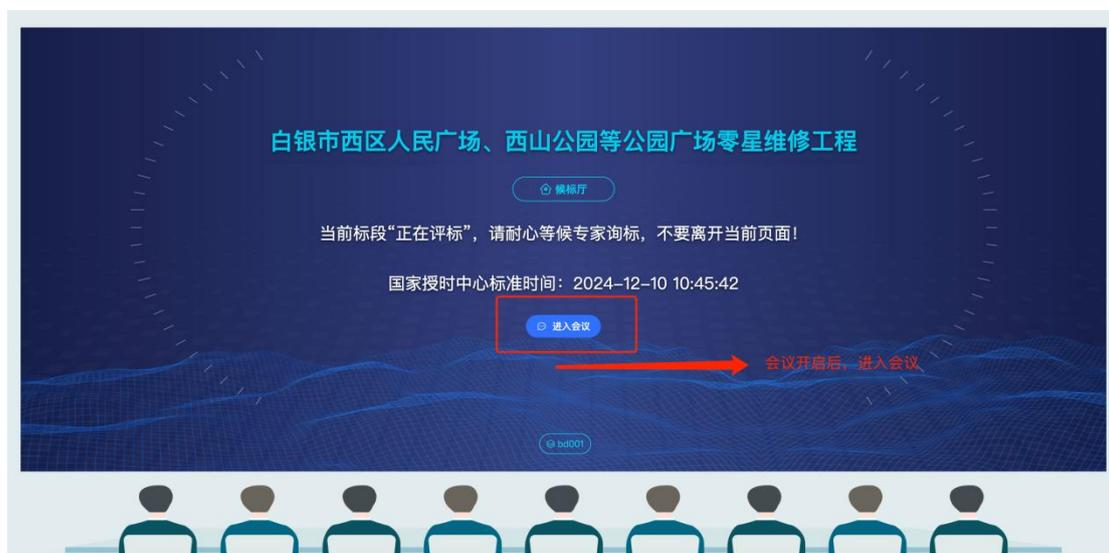 白银市西区人民广场、西山公园等公园广场零星维修工程
候标厅
当前标段“正在评标”，请耐心等候专家询标，不要离开当前页面！
国家授时中心标准时间：2024-12-10 10:45:42
进入会议
会议开启后，进入会议
bd001